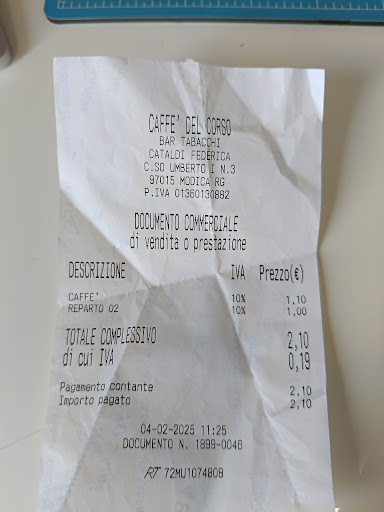 CAFFE' DEL CORSO
BAR TABACCHI
CATALDI FEDERICA
C.SO UMBERTO I N.3
97015 MODICA RG
P.IVA 01360130882
DOCUMENTO COMMERCIALE
di vendita o prestazione
DESCRIZIONE IVA Prezzo(€)
CAFFE' 10% 1,10
REPARTO 02 10% 1,00
TOTALE COMPLESSIVO 2,10
di cui IVA 0,19
Pagamento contante 2,10
Importo pagato 2,10
04-02-2025 11:25
DOCUMENTO N. 1899-0046
RT 72MU1074808